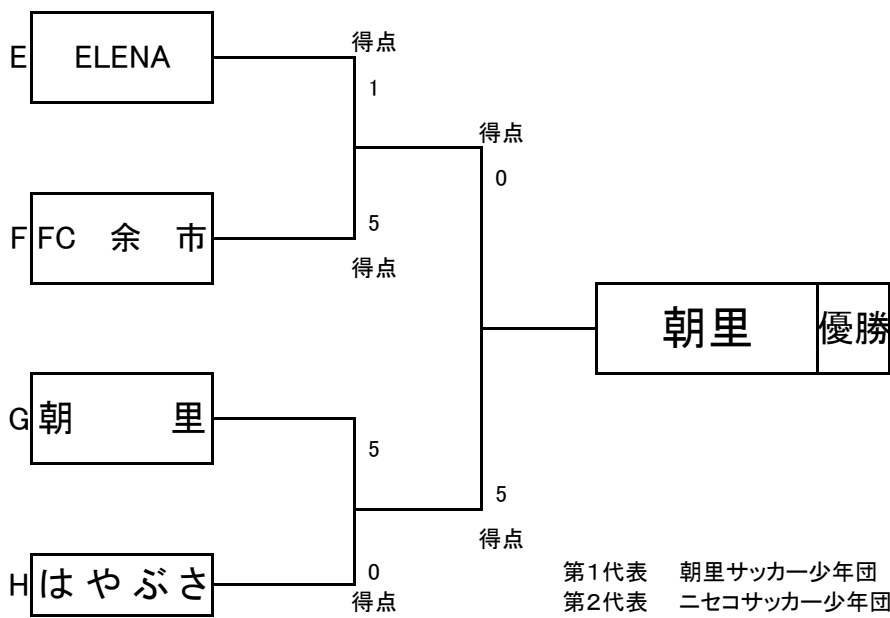 得点
E ELENA
1
得点
0
5
F FC 余 市
得点
朝里 優勝
G 朝 里
5
5
得点
0
H は や ぶ さ
得点
第1代表 朝里サッカー少年団
第2代表 ニセコサッカー少年団